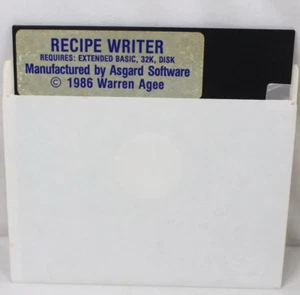 RECIPE WRITER
REQUIRES: EXTENDED BASIC, 32K, DISK
Manufactured by Asgard Software
© 1986 Warren Agee